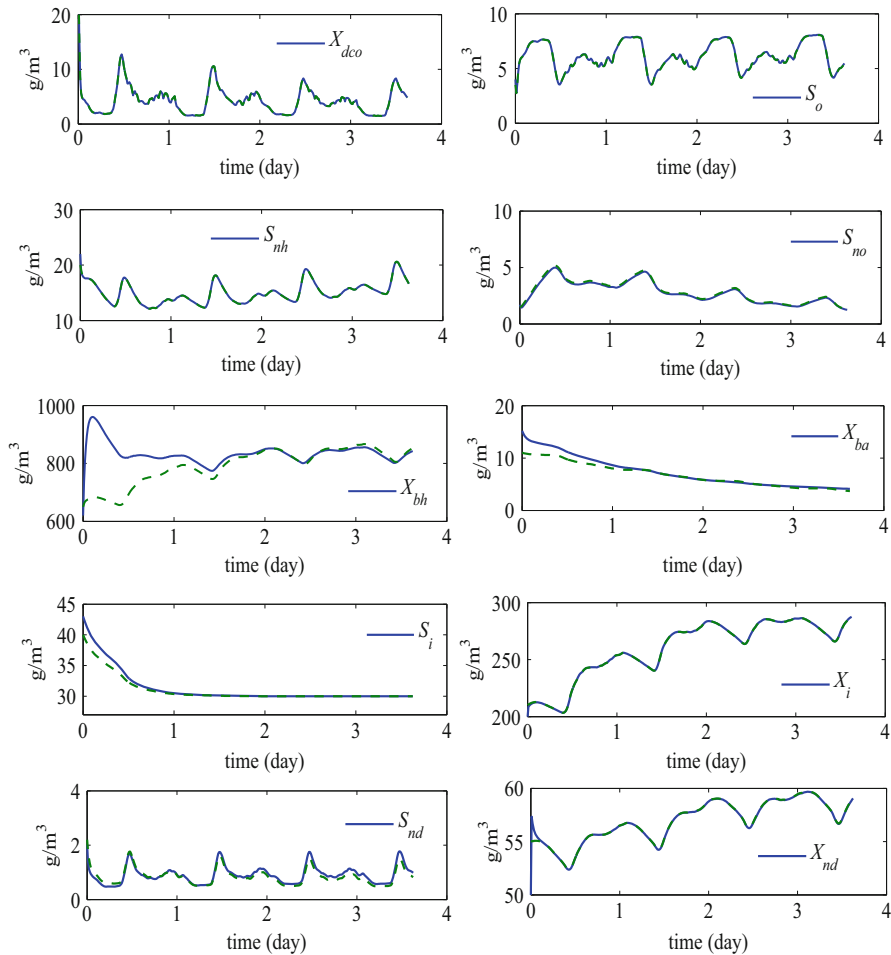 20
10
0
g/m³
X_dco
0 1 2 3 4
time (day)
10
5
0
g/m³
S_o
0 1 2 3 4
time (day)
30
20
10
g/m³
S_nh
0 1 2 3 4
time (day)
10
5
0
g/m³
S_no
0 1 2 3 4
time (day)
1000
800
600
g/m³
X_bh
0 1 2 3 4
time (day)
20
10
0
g/m³
X_ba
0 1 2 3 4
time (day)
45
40
35
30
g/m³
S_i
0 1 2 3 4
time (day)
300
250
200
g/m³
X_i
0 1 2 3 4
time (day)
4
2
0
g/m³
S_nd
0 1 2 3 4
time (day)
60
55
50
g/m³
X_nd
0 1 2 3 4
time (day)